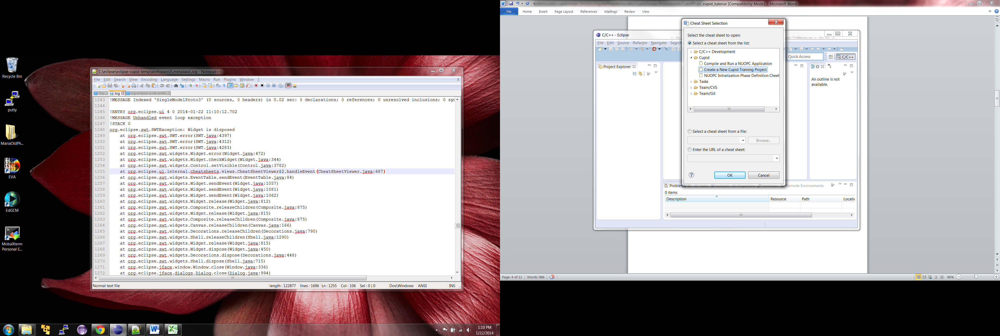 Recycle Bin
putty
MariaOldPh...
EVA
EdGCM
MobaXterm
Personal E...
C:\eclipse\eclipse-cupid-temp\workspace2\.metadata\.log - Notepad++
File Edit Search View Encoding Language Settings Macro Run Plugins Window ? X
.log .log org.eclipse.ui.ide.prefs
1243 !MESSAGE Indexed 'SingleModelProto3' (0 sources, 0 headers) in 0.02 sec: 0 declarations; 0 references; 0 unresolved inclusions; 0 syn
1244
1245 !ENTRY org.eclipse.ui 4 0 2014-01-22 11:10:12.702
1246 !MESSAGE Unhandled event loop exception
1247 !STACK 0
1248 org.eclipse.swt.SWTException: Widget is disposed
1249 at org.eclipse.swt.SWT.error(SWT.java:4397)
1250 at org.eclipse.swt.SWT.error(SWT.java:4312)
1251 at org.eclipse.swt.SWT.error(SWT.java:4283)
1252 at org.eclipse.swt.widgets.Widget.error(Widget.java:472)
1253 at org.eclipse.swt.widgets.Widget.checkWidget(Widget.java:344)
1254 at org.eclipse.swt.widgets.Control.setVisible(Control.java:3782)
1255 at org.eclipse.ui.internal.cheatsheets.views.CheatSheetViewer$2.handleEvent(CheatSheetViewer.java:687)
1256 at org.eclipse.swt.widgets.EventTable.sendEvent(EventTable.java:84)
1257 at org.eclipse.swt.widgets.Widget.sendEvent(Widget.java:1057)
1258 at org.eclipse.swt.widgets.Widget.sendEvent(Widget.java:1081)
1259 at org.eclipse.swt.widgets.Widget.sendEvent(Widget.java:1062)
1260 at org.eclipse.swt.widgets.Widget.release(Widget.java:812)
1261 at org.eclipse.swt.widgets.Composite.releaseChildren(Composite.java:875)
1262 at org.eclipse.swt.widgets.Widget.release(Widget.java:815)
1263 at org.eclipse.swt.widgets.Composite.releaseChildren(Composite.java:875)
1264 at org.eclipse.swt.widgets.Canvas.releaseChildren(Canvas.java:166)
1265 at org.eclipse.swt.widgets.Decorations.releaseChildren(Decorations.java:790)
1266 at org.eclipse.swt.widgets.Shell.releaseChildren(Shell.java:1290)
1267 at org.eclipse.swt.widgets.Widget.release(Widget.java:815)
1268 at org.eclipse.swt.widgets.Widget.dispose(Widget.java:450)
1269 at org.eclipse.swt.widgets.Decorations.dispose(Decorations.java:448)
1270 at org.eclipse.swt.widgets.Shell.dispose(Shell.java:715)
1271 at org.eclipse.jface.window.Window.close(Window.java:336)
1272 at org.eclipse.jface.dialogs.Dialog.close(Dialog.java:994)
Normal text file length : 122877 lines : 1696 Ln : 1255 Col : 106 Sel : 0 | 0 Dos\Windows ANSI INS
1:10 PM
1/22/2014
cupid_tutorial [Compatibility Mode] - Microsoft Word
File Home Insert Page Layout References Mailings Review View
C/C++ - Eclipse
File Edit Source Refactor Navigate Search
Quick Access C/C++
Project Explorer
O
An outline is not
available.
Problems Remote Environments
0 items
Description Resource Path Locatio
Cheat Sheet Selection
Select the cheat sheet to open:
Select a cheat sheet from the list:
C/C++ Development
Cupid
Compile and Run a NUOPC Application
Create a New Cupid Training Project
NUOPC Initialization Phase Definition Cheet
Tasks
Team/CVS
Team/Git
Select a cheat sheet from a file:
Browse...
Enter the URL of a cheat sheet:
OK Cancel
Page: 4 of 11 Words: 966 90%